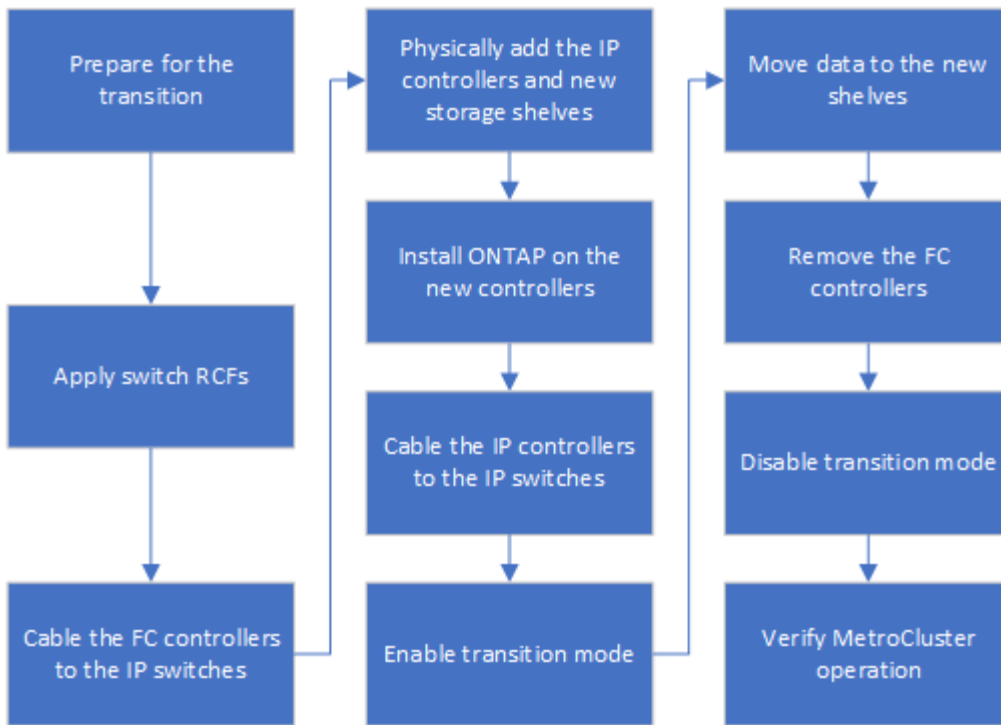 Prepare for the
transition
Apply switch RCFs
Cable the FC controllers
to the IP switches
Physically add the IP
controllers and new
storage shelves
Install ONTAP on the
new controllers
Cable the IP controllers
to the IP switches
Enable transition mode
Move data to the new
shelves
Remove the FC
controllers
Disable transition mode
Verify MetroCluster
operation